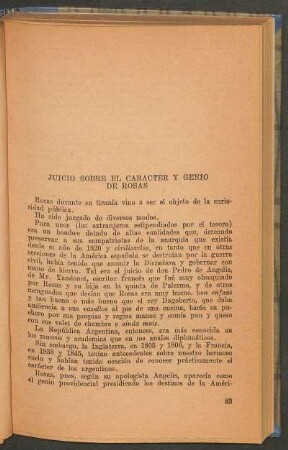 JUICIO SOBRE EL CARACTER Y GENIO
DE ROSAS
Rosas durante su tiranía vino a ser el objeto de la curio-
sidad pública.
Ha sido juzgado de diversos modos.
Para unos (los extranjeros estipendiados por el tesoro)
era un hombre dotado de altas cualidades que, deseando
preservar a sus compatriotas de la anarquía que existía
desde el año de 1820 y civilizarlos, en tanto que en otras
secciones de la América española se destruían por la guerra
civil, había tenido que asumir la Dictadura y gobernar con
mano de hierro. Tal era el juicio de don Pedro de Angelis,
de Mr. Tandonet, escritor francés que fué muy obsequiado
por Rosas y su hija en la quinta de Palermo, y de otros
menguados que decían que Rosas era muy bueno, bon enfant
y tan bueno o más bueno que el rey Dagoberto, que daba
audiencia a sus vasallos al pie de una encina, hacía su pu-
chero por sus propias y regias manos y comía pan y queso
con sus valet de chambre o ainda mais.
La República Argentina, entonces, era más conocida en
los museos y academias que en los anales diplomáticos.
Sin embargo, la Inglaterra, en 1805 y 1806, y la Francia,
en 1838 y 1845, tenían antecedentes sobre nuestro hermoso
suelo y habían tenido ocasión de conocer prácticamente el
carácter de los argentinos.
Rosas, pues, según su apologista Angelis, aparecía como
el genio providencial presidiendo los destinos de la Améri-